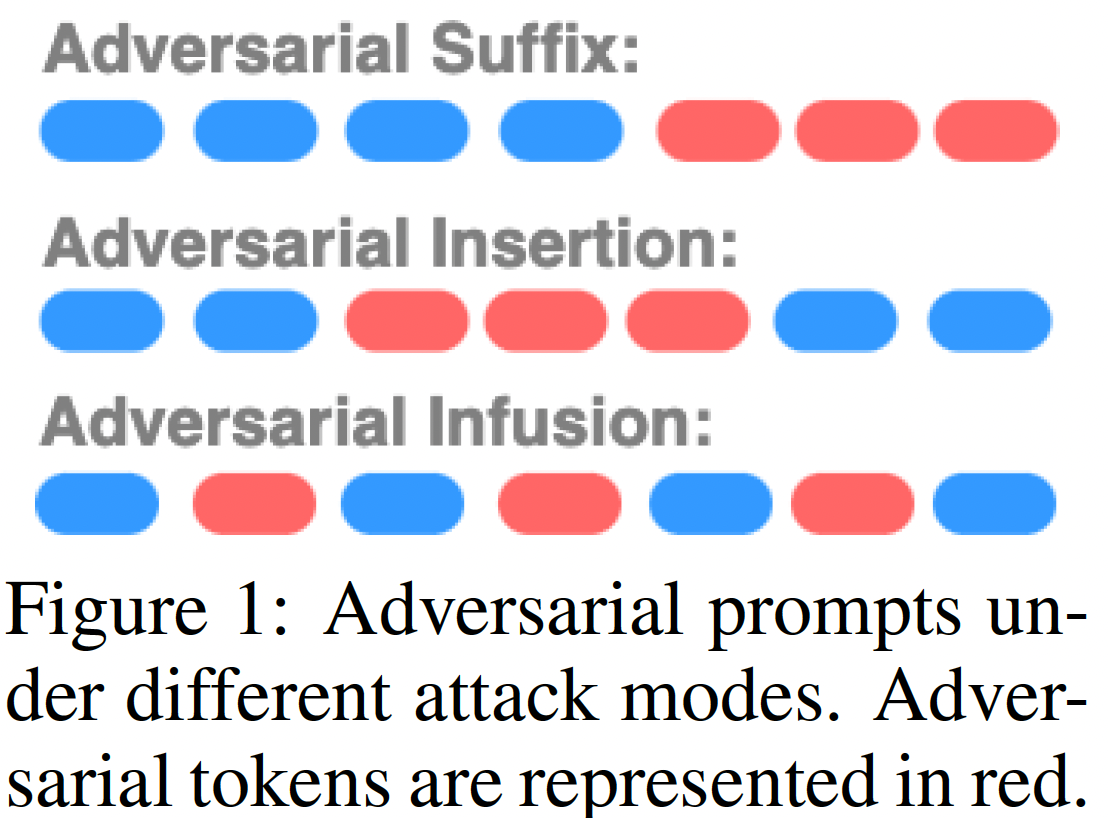 Adversarial Suffix:
Adversarial Insertion:
Adversarial Infusion:
Figure 1: Adversarial prompts un-
der different attack modes. Adver-
sarial tokens are represented in red.